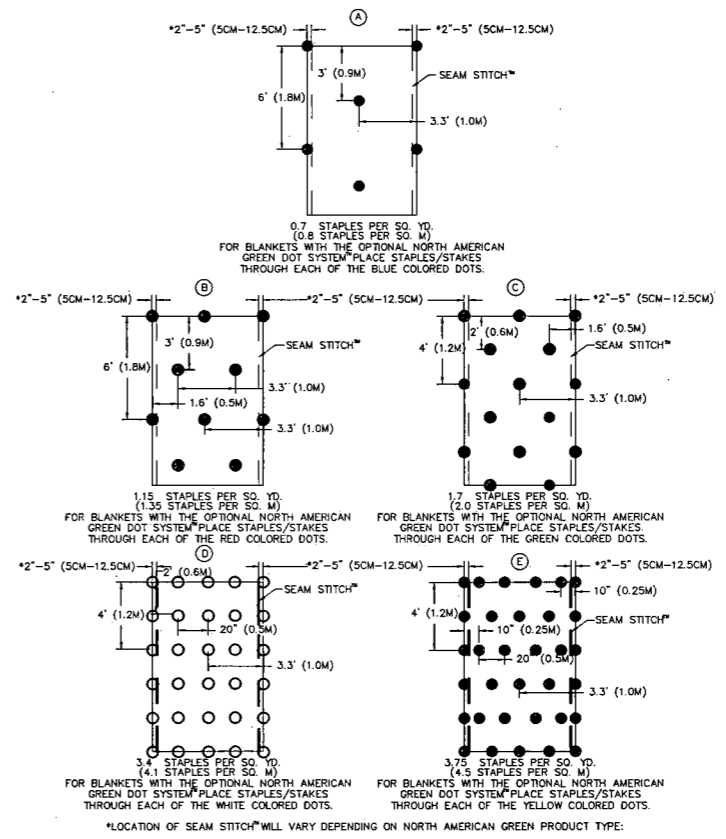 A
*2"-5" (5CM-12.5CM)
*2"-5" (5CM-12.5CM)
3' (0.9M)
SEAM STITCH™
6' (1.8M)
3.3' (1.0M)
0.7 STAPLES PER SQ. YD.
(0.8 STAPLES PER SQ. M)
FOR BLANKETS WITH THE OPTIONAL NORTH AMERICAN
GREEN DOT SYSTEM™ PLACE STAPLES/STAKES
THROUGH EACH OF THE BLUE COLORED DOTS.
B
*2"-5" (5CM-12.5CM)
*2"-5" (5CM-12.5CM)
3' (0.9M)
SEAM STITCH™
6' (1.8M)
3.3' (1.0M)
1.6' (0.5M)
3.3' (1.0M)
1.15 STAPLES PER SQ. YD.
(1.35 STAPLES PER SQ. M)
FOR BLANKETS WITH THE OPTIONAL NORTH AMERICAN
GREEN DOT SYSTEM™ PLACE STAPLES/STAKES
THROUGH EACH OF THE RED COLORED DOTS.
C
*2"-5" (5CM-12.5CM)
2' (0.6M)
1.6' (0.5M)
4' (1.2M)
SEAM STITCH™
3.3' (1.0M)
1.7 STAPLES PER SQ. YD.
(2.0 STAPLES PER SQ. M)
FOR BLANKETS WITH THE OPTIONAL NORTH AMERICAN
GREEN DOT SYSTEM™ PLACE STAPLES/STAKES.
THROUGH EACH OF THE GREEN COLORED DOTS.
D
*2"-5" (5CM-12.5CM)
2' (0.6M)
*2"-5" (5CM-12.5CM)
SEAM STITCH™
4' (1.2M)
20" (0.5M)
3.3' (1.0M)
3.4 STAPLES PER SQ. YD.
(4.1 STAPLES PER SQ. M)
FOR BLANKETS WITH THE OPTIONAL NORTH AMERICAN
GREEN DOT SYSTEM™ PLACE STAPLES/STAKES
THROUGH EACH OF THE WHITE COLORED DOTS.
E
*2"-5" (5CM-12.5CM)
10" (0.25M)
4' (1.2M)
SEAM STITCH™
10" (0.25M)
20" (0.5M)
3.3' (1.0M)
3.75 STAPLES PER SQ. YD.
(4.5 STAPLES PER SQ. M)
FOR BLANKETS WITH THE OPTIONAL NORTH AMERICAN
GREEN DOT SYSTEM™ PLACE STAPLES/STAKES
THROUGH EACH OF THE YELLOW COLORED DOTS.
*LOCATION OF SEAM STITCH™ WILL VARY DEPENDING ON NORTH AMERICAN GREEN PRODUCT TYPE: